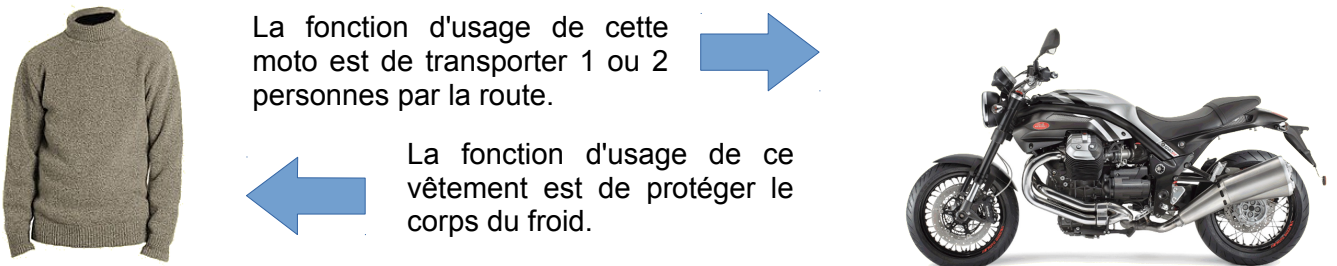 La fonction d'usage de cette
moto est de transporter 1 ou 2
personnes par la route.
La fonction d'usage de ce
vêtement est de protéger le
corps du froid.